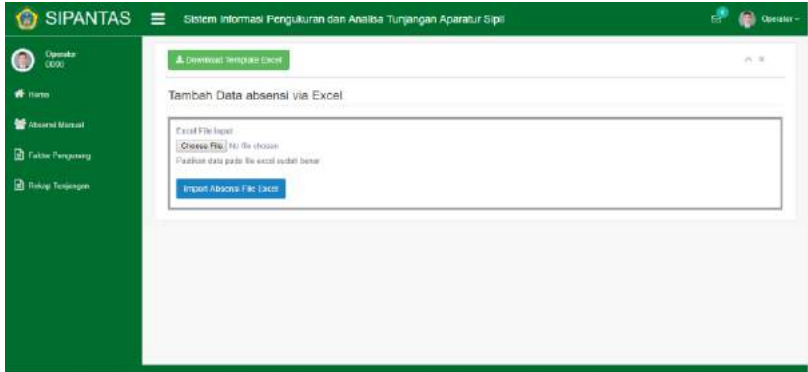 SIPANTAS
Sistem Informasi Pengukuran dan Analisa Tunjangan Aparatur Sipil
Operator
Operator
0000
Download Template Excel
Home
Tambah Data absensi via Excel
Absensi Manual
Excel File Input
Choose File No file chosen
Faktor Pengurang
Pastikan data pada file excel sudah benar
Rekap Tunjangan
Import Absensi File Excel